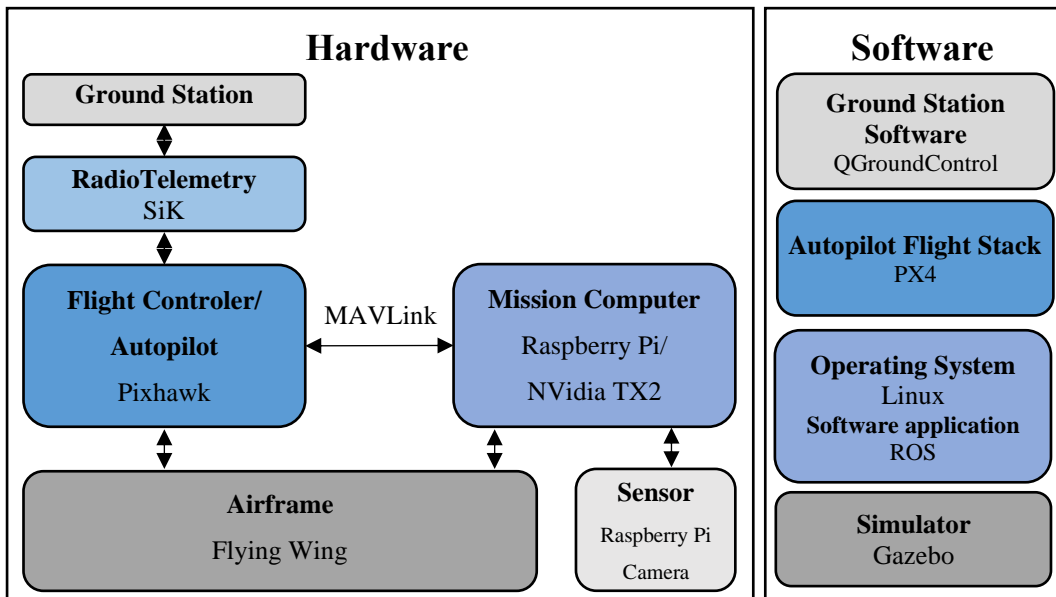 Hardware
Ground Station
RadioTelemetry
SiK
Flight Controler/
Autopilot
Pixhawk
MAVLink
Mission Computer
Raspberry Pi/
NVidia TX2
Airframe
Flying Wing
Sensor
Raspberry Pi
Camera
Software
Ground Station
Software
QGroundControl
Autopilot Flight Stack
PX4
Operating System
Linux
Software application
ROS
Simulator
Gazebo